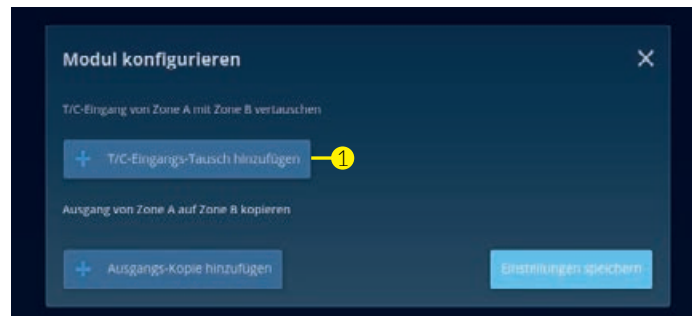 Modul konfigurieren
T/C-Eingang von Zone A mit Zone B vertauschen
T/C-Eingangs-Tausch hinzufügen
1
Ausgang von Zone A auf Zone B kopieren
Ausgangs-Kopie hinzufügen
Einstellungen speichern